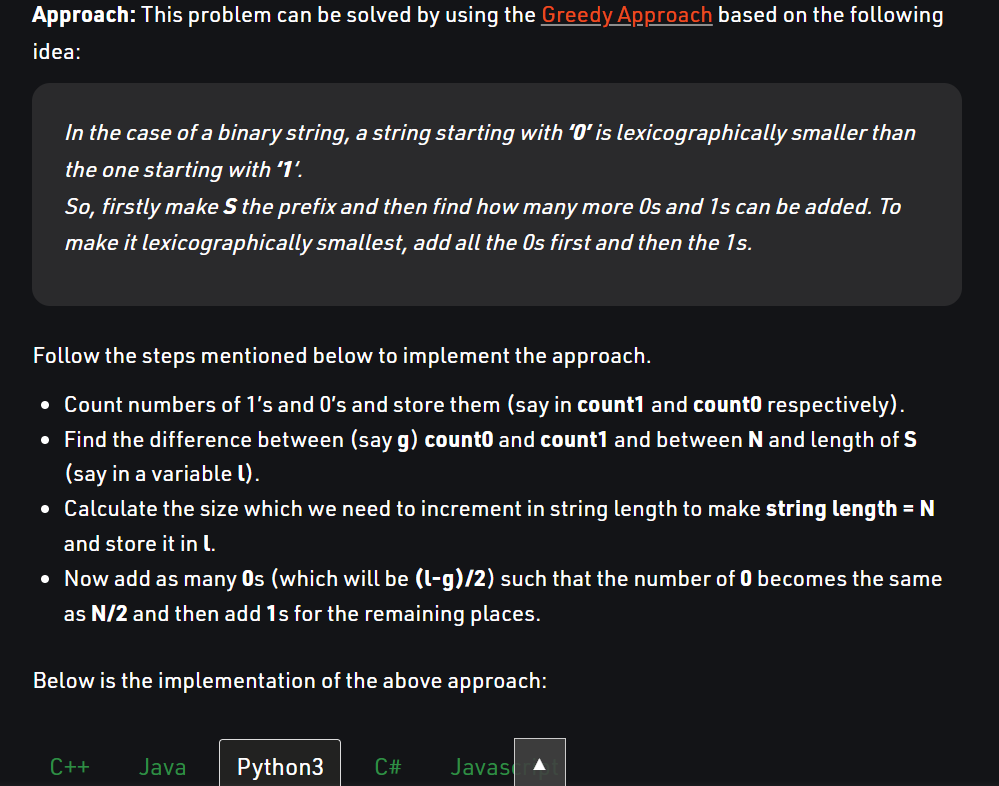 Approach: This problem can be solved by using the Greedy Approach based on the following
idea:
In the case of a binary string, a string starting with ‘0’ is lexicographically smaller than
the one starting with ‘1‘.
So, firstly make S the prefix and then find how many more 0s and 1s can be added. To
make it lexicographically smallest, add all the 0s first and then the 1s.
Follow the steps mentioned below to implement the approach.
• Count numbers of 1’s and 0’s and store them (say in count1 and count0 respectively).
• Find the difference between (say g) count0 and count1 and between N and length of S
(say in a variable l).
• Calculate the size which we need to increment in string length to make string length = N
and store it in l.
• Now add as many 0s (which will be (l-g)/2) such that the number of 0 becomes the same
as N/2 and then add 1s for the remaining places.
Below is the implementation of the above approach:
C++ Java Python3 C# Javascript ▲